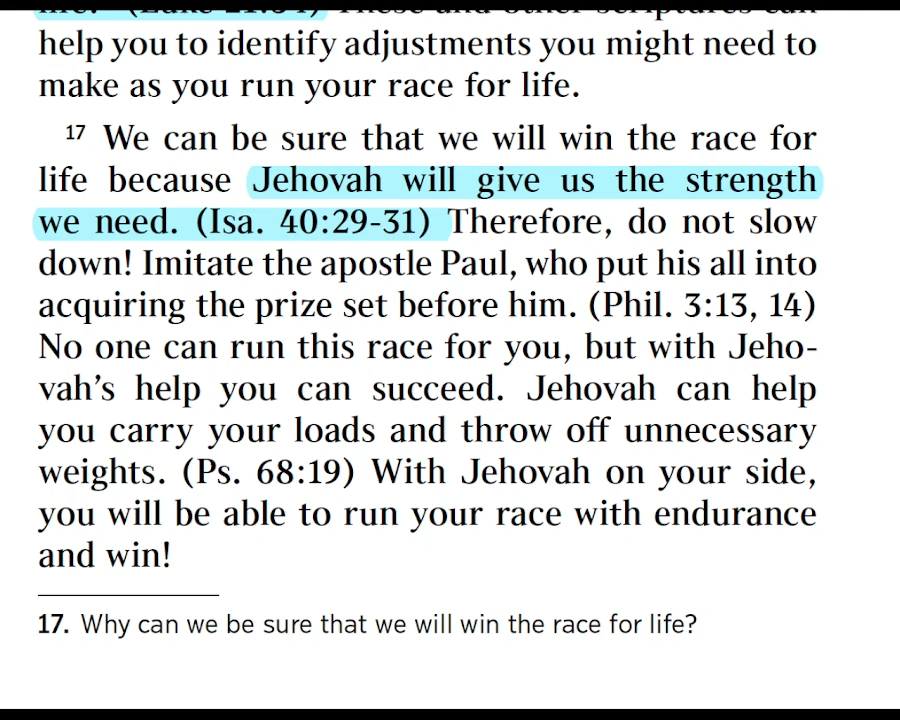 help you to identify adjustments you might need to
make as you run your race for life.
17 We can be sure that we will win the race for
life because Jehovah will give us the strength
we need. (Isa. 40:29-31) Therefore, do not slow
down! Imitate the apostle Paul, who put his all into
acquiring the prize set before him. (Phil. 3:13, 14)
No one can run this race for you, but with Jeho-
vah’s help you can succeed. Jehovah can help
you carry your loads and throw off unnecessary
weights. (Ps. 68:19) With Jehovah on your side,
you will be able to run your race with endurance
and win!
17. Why can we be sure that we will win the race for life?